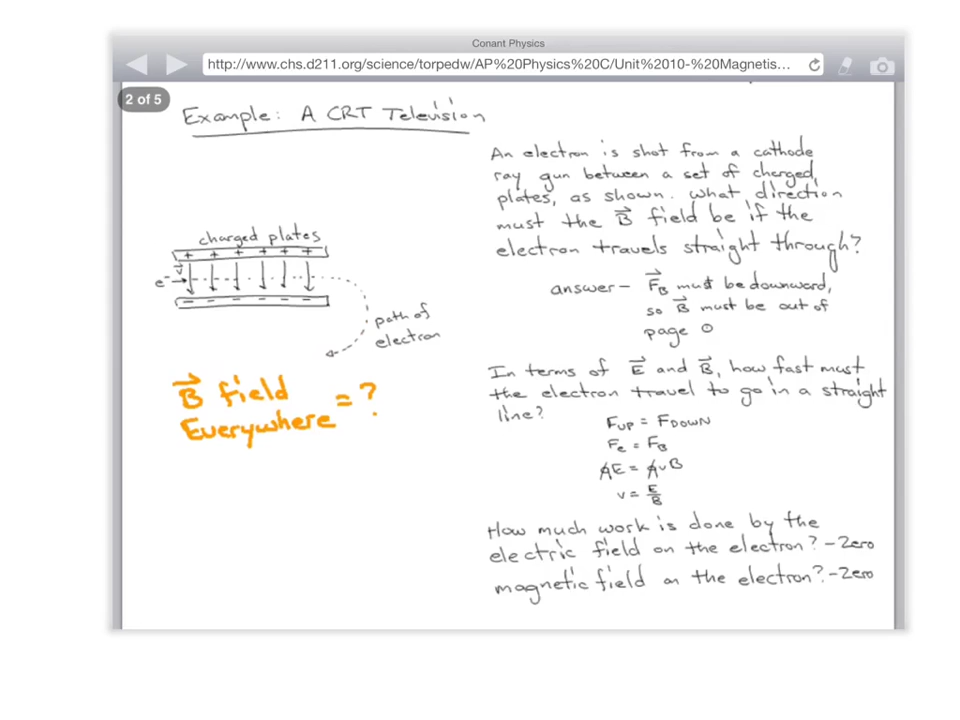 Conant Physics
http://www.chs.d211.org/science/torpedw/AP%20Physics%20C/Unit%2010-%20Magnetis...
2 of 5
Example: A CRT Television
charged plates
+ + + + + +
v
e⁻
- - - - - -
path of
electron
B field
Everywhere = ?
An electron is shot from a cathode
ray gun between a set of charged,
plates, as shown. What direction
must the B field be if the
electron travels straight through?
answer - F_B must be downward,
so B must be out of
page ⊙
In terms of E and B, how fast must
the electron travel to go in a straight
line?
F_UP = F_DOWN
F_e = F_B
qE = qvB
v = E/B
How much work is done by the
electric field on the electron? - Zero
magnetic field on the electron? - Zero